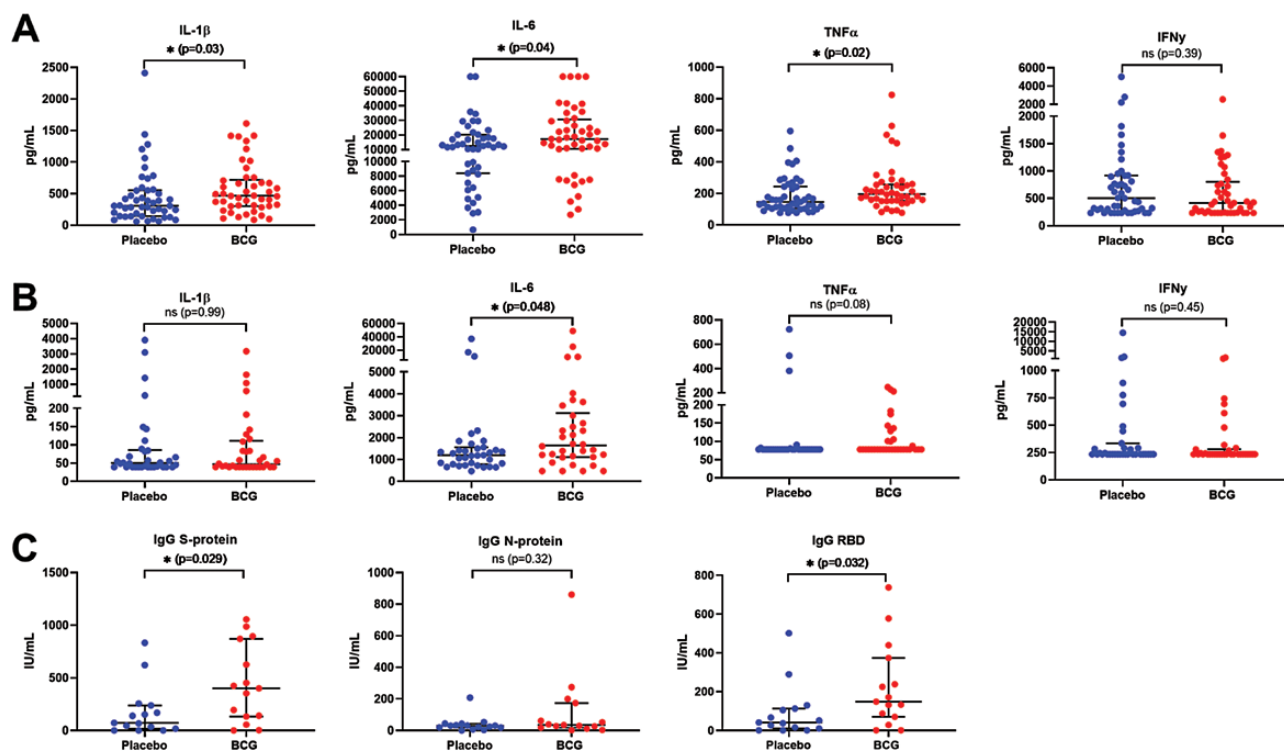 A
IL-1β
* (p=0.03)
pg/mL
2500
2000
1500
1000
500
0
Placebo
BCG
IL-6
* (p=0.04)
pg/mL
60000
50000
40000
30000
20000
10000
10000
8000
6000
4000
2000
0
Placebo
BCG
TNFα
* (p=0.02)
pg/mL
1000
800
600
400
200
0
Placebo
BCG
IFNy
ns (p=0.39)
pg/mL
6000
4000
2000
2000
1500
1000
500
0
Placebo
BCG
B
IL-1β
ns (p=0.99)
pg/mL
5000
4000
3000
2000
1000
200
150
100
50
0
Placebo
BCG
IL-6
* (p=0.048)
pg/mL
60000
40000
20000
5000
4000
3000
2000
1000
0
Placebo
BCG
TNFα
ns (p=0.08)
pg/mL
800
600
400
200
150
100
50
0
Placebo
BCG
IFNy
ns (p=0.45)
pg/mL
20000
15000
10000
5000
1000
750
500
250
0
Placebo
BCG
C
IgG S-protein
* (p=0.029)
IU/mL
1500
1000
500
0
Placebo
BCG
IgG N-protein
ns (p=0.32)
IU/mL
1000
800
600
400
200
0
Placebo
BCG
IgG RBD
* (p=0.032)
IU/mL
800
600
400
200
0
Placebo
BCG